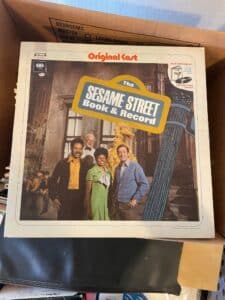 Original Cast
The
SESAME STREET
Book & Record